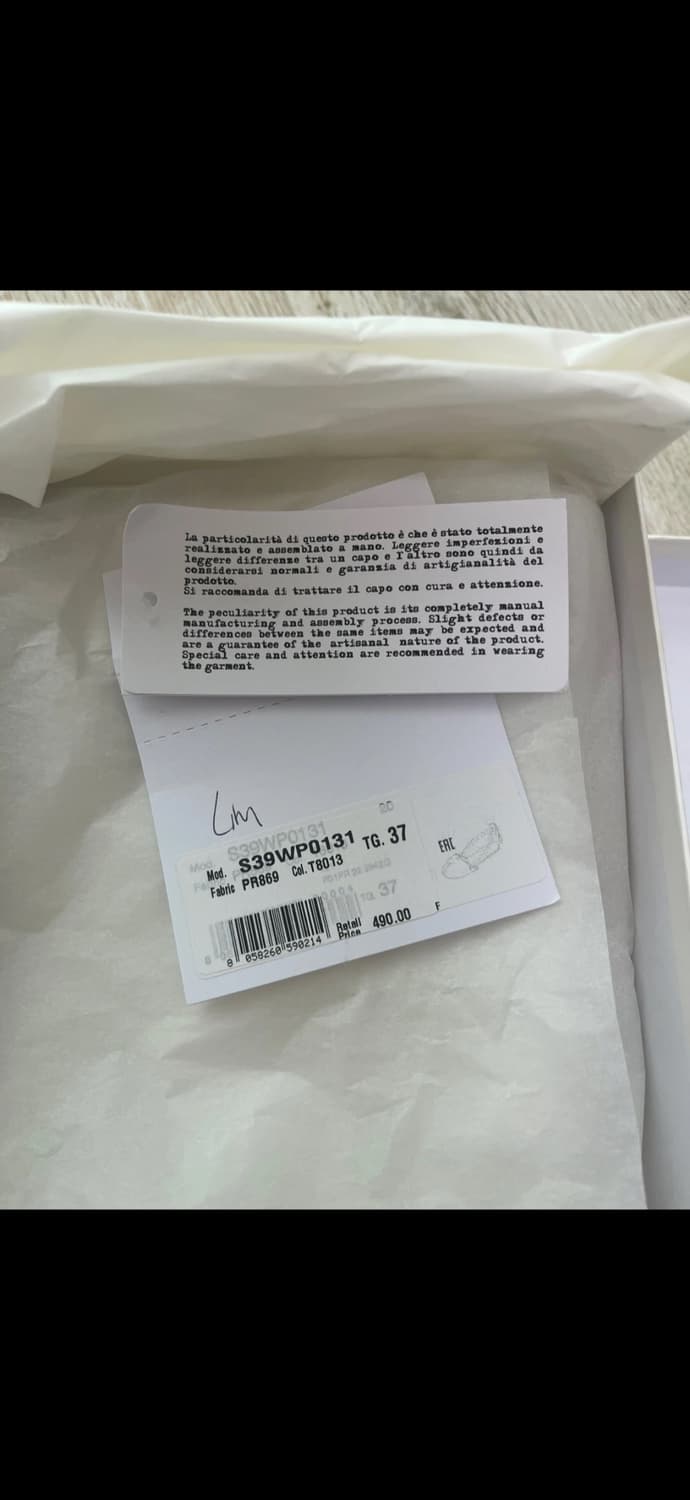 La particolarità di questo prodotto è che è stato totalmente
realizzato e assemblato a mano. Leggere imperfezioni e
leggere differenze tra un capo e l'altro sono quindi da
considerarsi normali e garanzia di artigianalità del
prodotto.
Si raccomanda di trattare il capo con cura e attenzione.
The peculiarity of this product is its completely manual
manufacturing and assembly process. Slight defects or
differences between the same items may be expected and
are a guarantee of the artisanal nature of the product.
Special care and attention are recommended in wearing
the garment.
20
Mod. S39WP0131
Mod. S39WP0131 TG. 37
Fabric PR869 Col. T8013
TG. 37
EAC
8 058260 590214
Retail Price 490.00
F